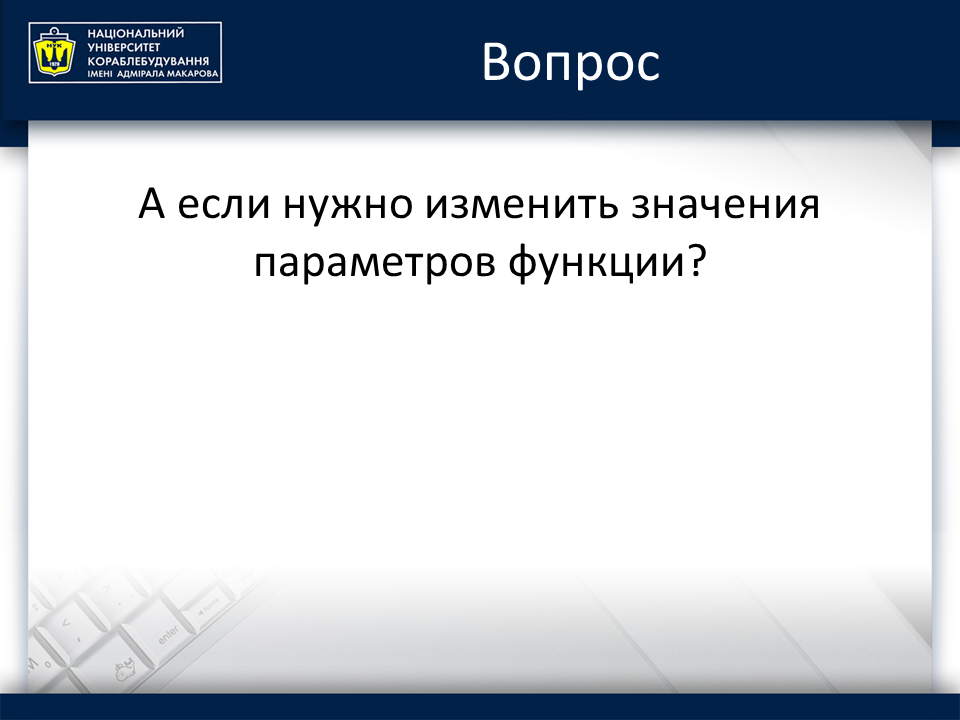 НАЦІОНАЛЬНИЙ
УНІВЕРСИТЕТ
КОРАБЛЕБУДУВАННЯ
ІМЕНІ АДМІРАЛА МАКАРОВА
НУК
1920
Вопрос
А если нужно изменить значения
параметров функции?
enter